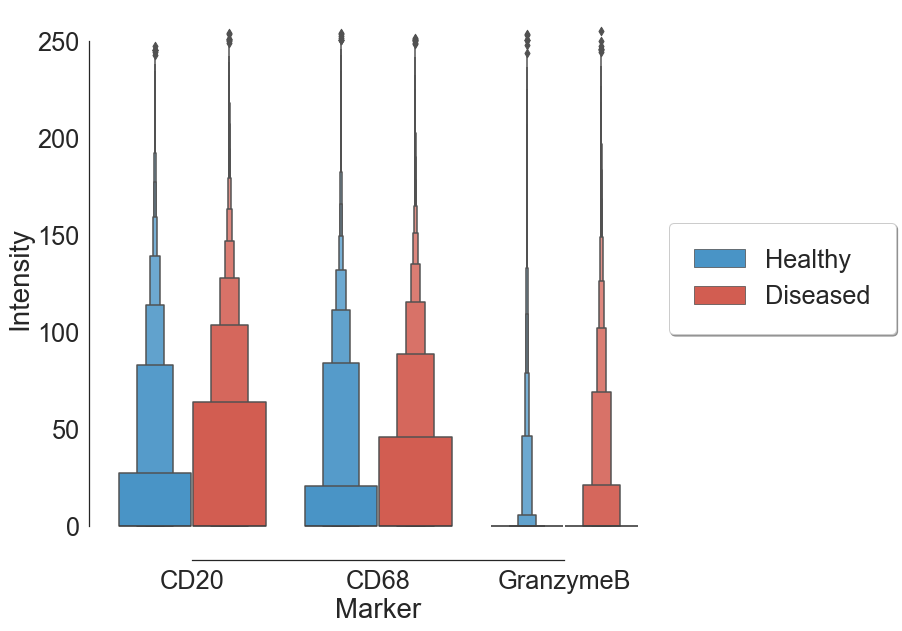 250
200
150
100
50
0
Intensity
CD20
CD68
GranzymeB
Marker
Healthy
Diseased